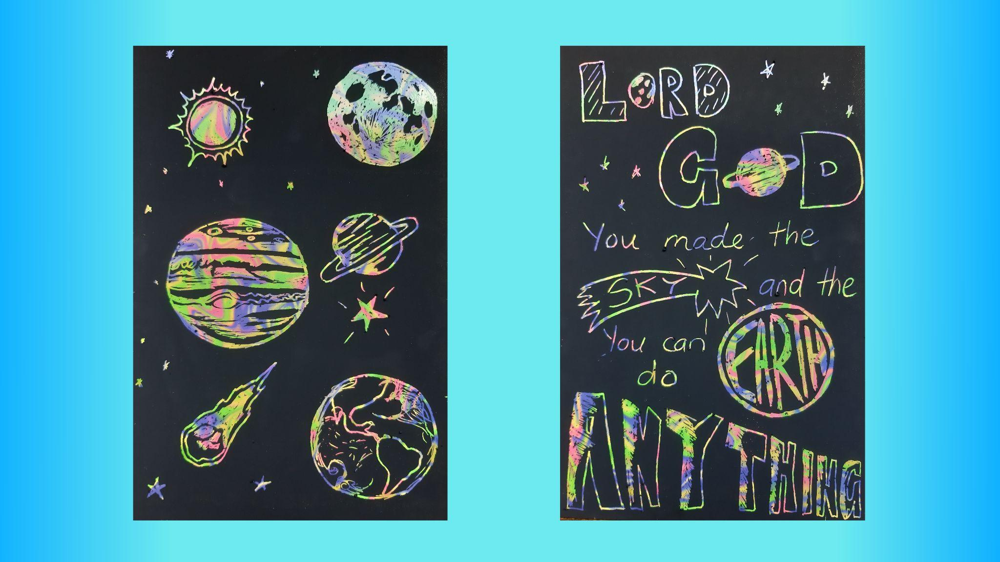 LORD
GOD
You made the
SKY and the
EARTH
You can
do
ANYTHING